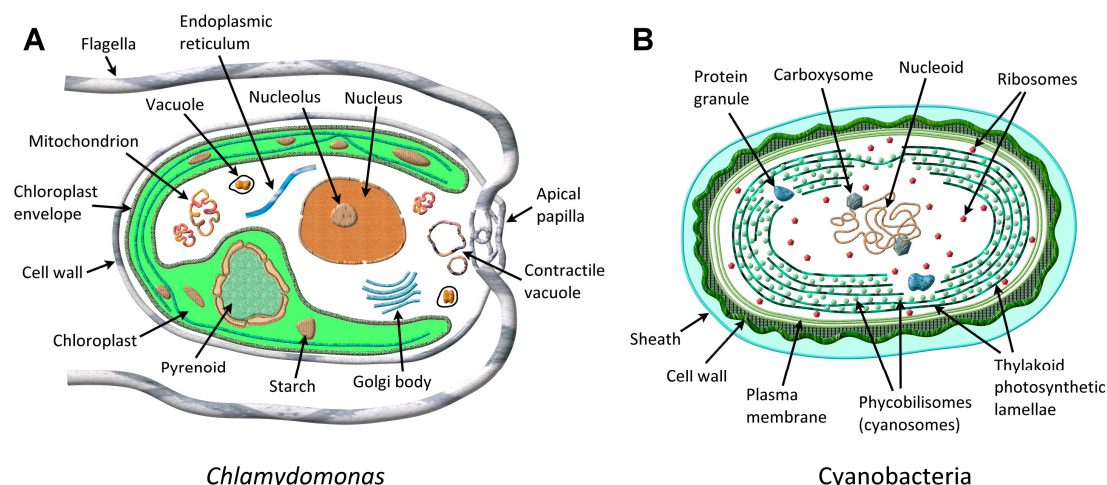 A
Flagella
Endoplasmic
reticulum
Vacuole
Nucleolus
Nucleus
Mitochondrion
Chloroplast
envelope
Cell wall
Chloroplast
Pyrenoid
Starch
Golgi body
Apical
papilla
Contractile
vacuole
Chlamydomonas
B
Protein
granule
Carboxysome
Nucleoid
Ribosomes
Sheath
Cell wall
Plasma
membrane
Phycobilisomes
(cyanosomes)
Thylakoid
photosynthetic
lamellae
Cyanobacteria